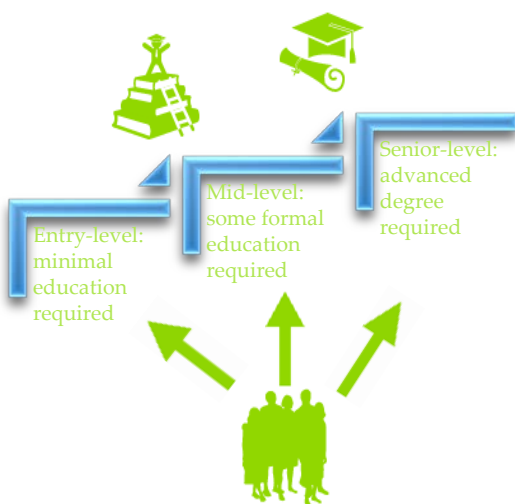 Entry-level:
minimal
education
required
Mid-level:
some formal
education
required
Senior-level:
advanced
degree
required